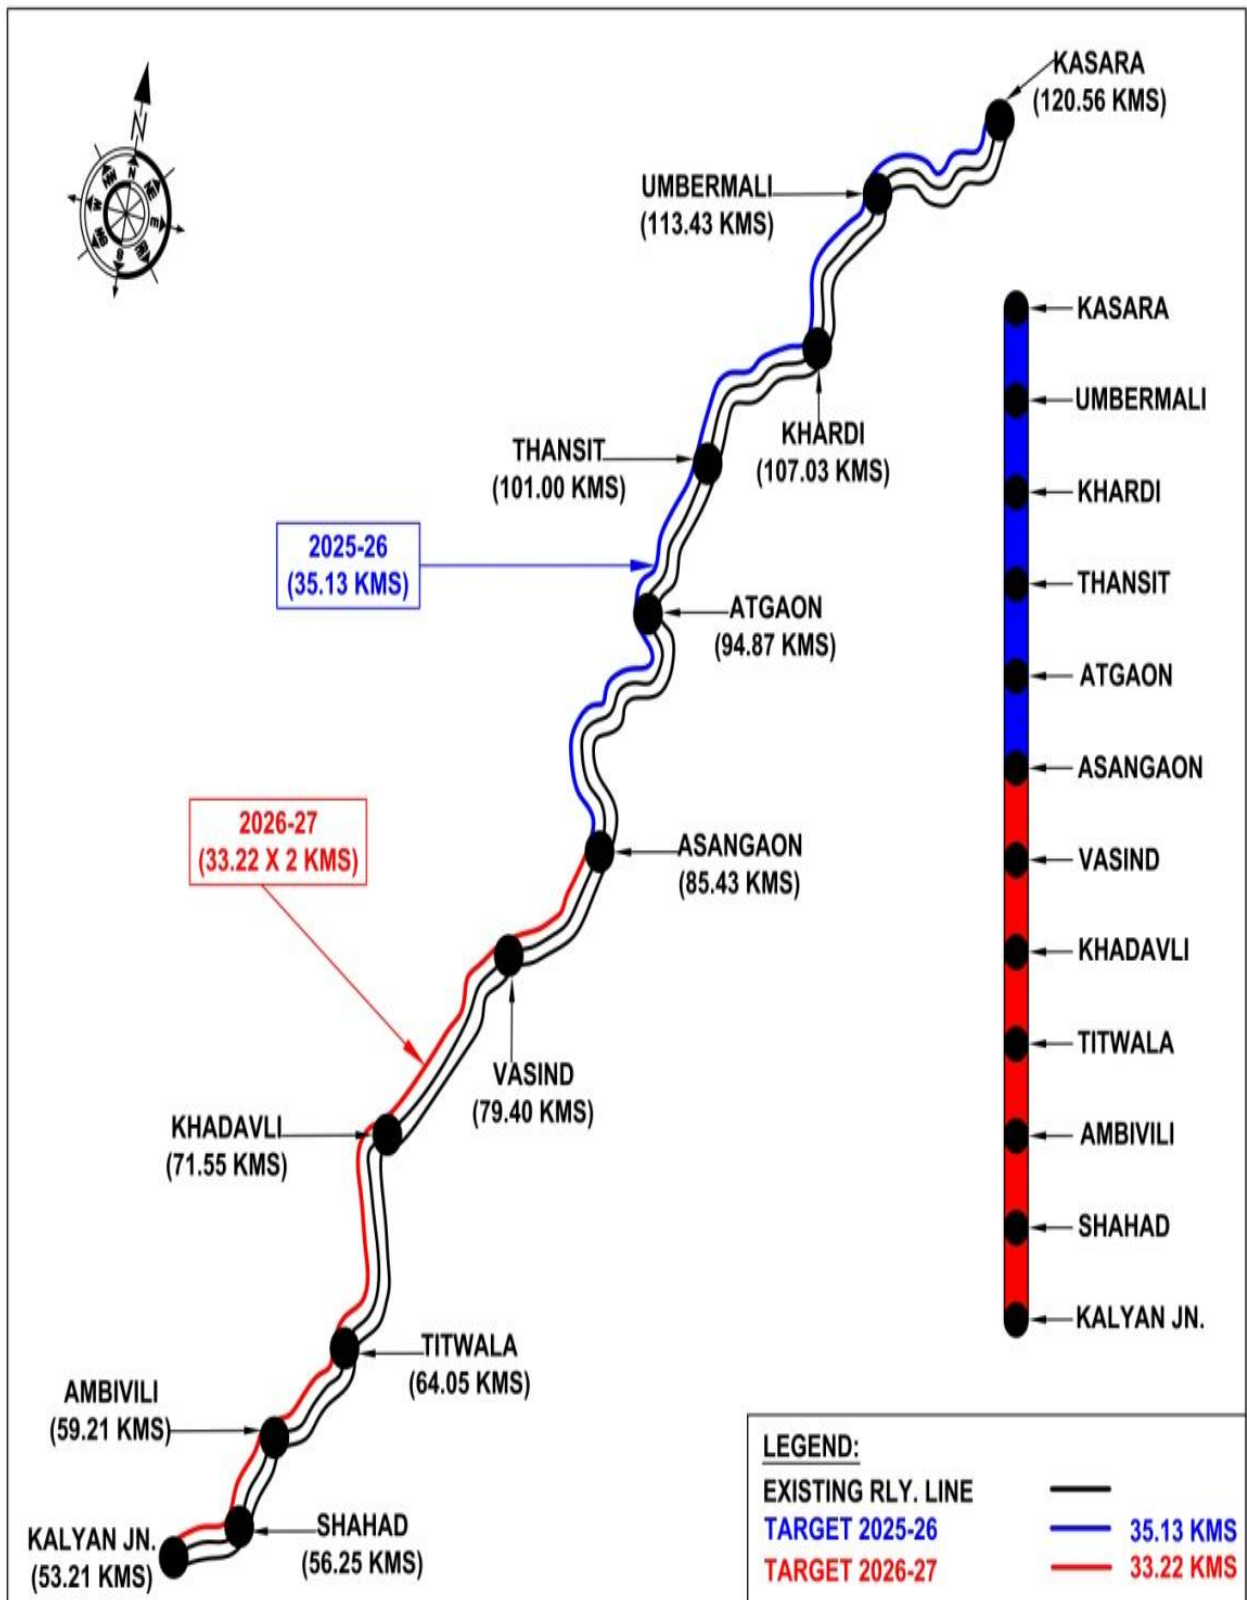 KASARA
(120.56 KMS)
N
N
NE
E
SE
S
W
NW
UMBERMALI
(113.43 KMS)
KHARDI
(107.03 KMS)
THANSIT
(101.00 KMS)
2025-26
(35.13 KMS)
ATGAON
(94.87 KMS)
2026-27
(33.22 X 2 KMS)
ASANGAON
(85.43 KMS)
VASIND
(79.40 KMS)
KHADAVLI
(71.55 KMS)
TITWALA
(64.05 KMS)
AMBIVILI
(59.21 KMS)
SHAHAD
(56.25 KMS)
KALYAN JN.
(53.21 KMS)
KASARA
UMBERMALI
KHARDI
THANSIT
ATGAON
ASANGAON
VASIND
KHADAVLI
TITWALA
AMBIVILI
SHAHAD
KALYAN JN.
LEGEND:
EXISTING RLY. LINE
TARGET 2025-26 35.13 KMS
TARGET 2026-27 33.22 KMS